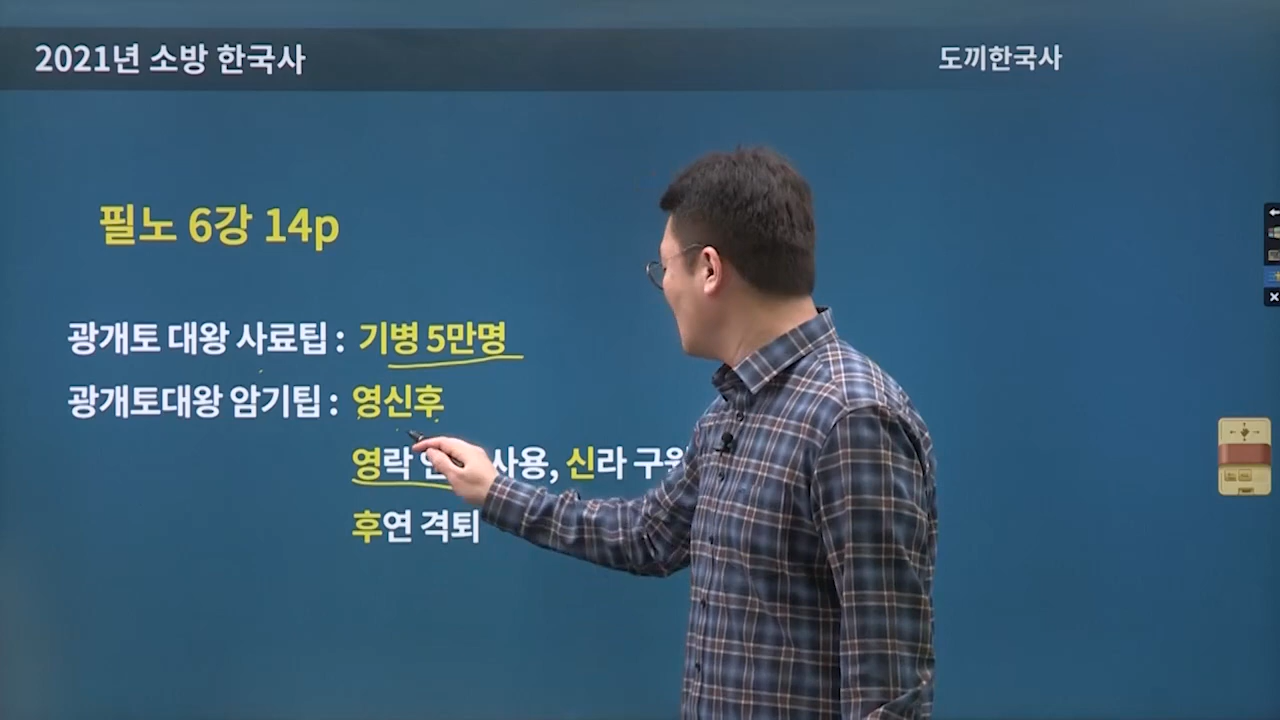 2021년 소방 한국사
도끼한국사
필노 6강 14p
광개토 대왕 사료팁 : 기병 5만명
광개토대왕 암기팁 : 영신후
영락 사용, 신라
후연 격퇴